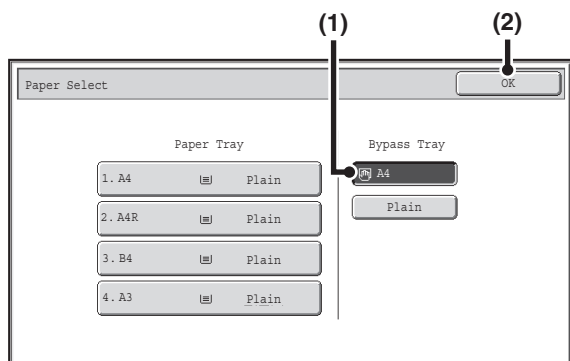 (1) (2)
Paper Select OK
Paper Tray Bypass Tray
1. A4 Plain A4
2. A4R Plain Plain
3. B4 Plain
4. A3 Plain